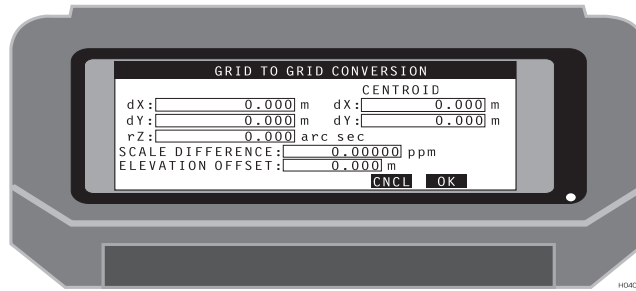 GRID TO GRID CONVERSION
CENTROID
dX: 0.000 m dX: 0.000 m
dY: 0.000 m dY: 0.000 m
rZ: 0.000 arc sec
SCALE DIFFERENCE: 0.00000 ppm
ELEVATION OFFSET: 0.000 m
CNCL OK